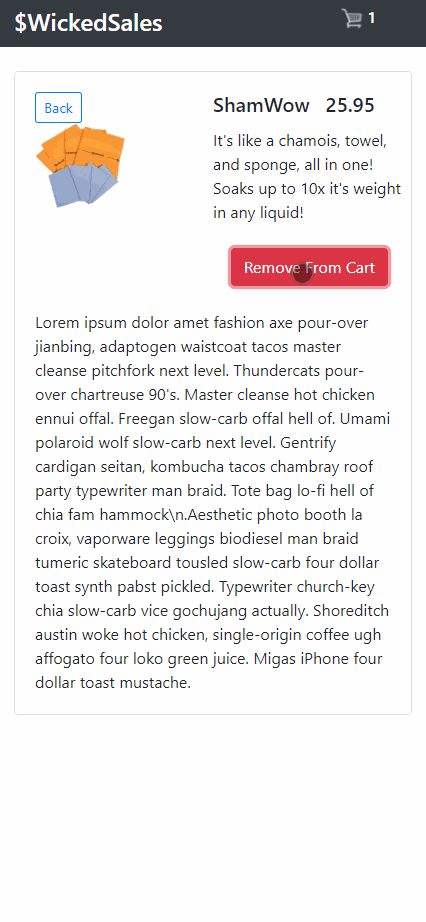 $WickedSales 1
Back
ShamWow 25.95
It's like a chamois, towel,
and sponge, all in one!
Soaks up to 10x it's weight
in any liquid!
Remove From Cart
Lorem ipsum dolor amet fashion axe pour-over
jianbing, adaptogen waistcoat tacos master
cleanse pitchfork next level. Thundercats pour-
over chartreuse 90's. Master cleanse hot chicken
ennui offal. Freegan slow-carb offal hell of. Umami
polaroid wolf slow-carb next level. Gentrify
cardigan seitan, kombucha tacos chambray roof
party typewriter man braid. Tote bag lo-fi hell of
chia fam hammock\n.Aesthetic photo booth la
croix, vaporware leggings biodiesel man braid
tumeric skateboard tousled slow-carb four dollar
toast synth pabst pickled. Typewriter church-key
chia slow-carb vice gochujang actually. Shoreditch
austin woke hot chicken, single-origin coffee ugh
affogato four loko green juice. Migas iPhone four
dollar toast mustache.